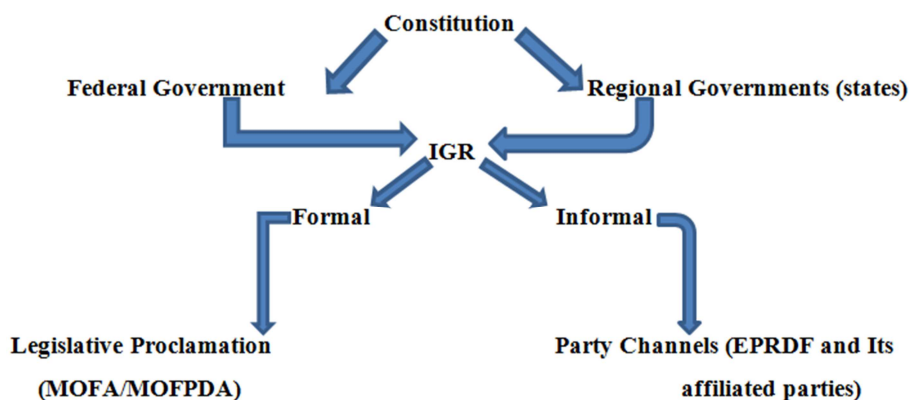 Constitution
Federal Government
Regional Governments (states)
IGR
Formal
Informal
Legislative Proclamation
(MOFA/MOFPDA)
Party Channels (EPRDF and Its
affiliated parties)